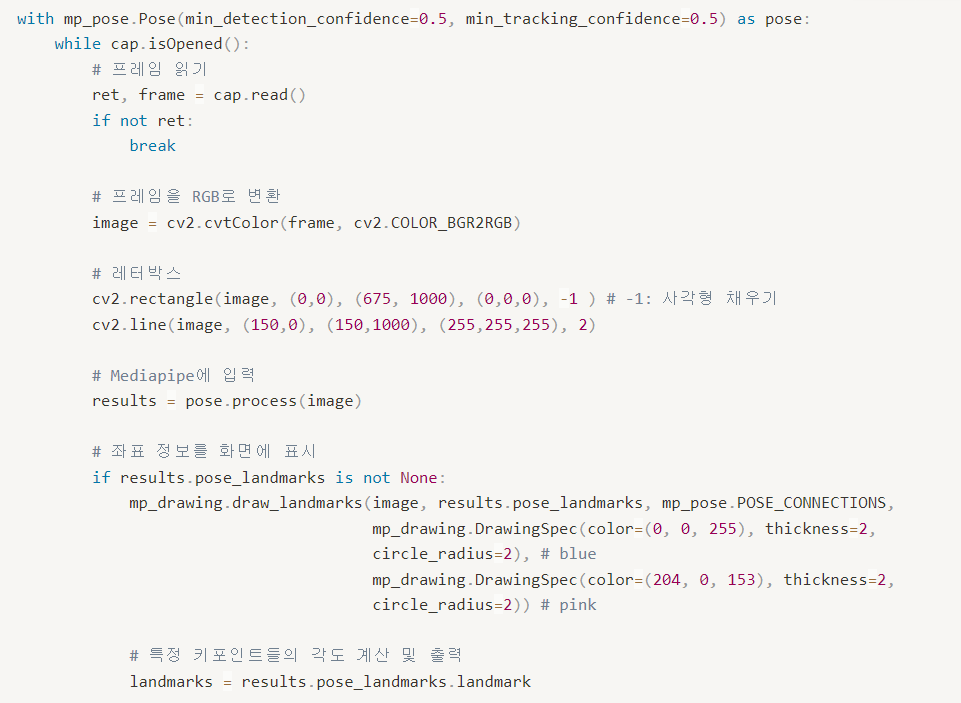 with mp_pose.Pose(min_detection_confidence=0.5, min_tracking_confidence=0.5) as pose:
    while cap.isOpened():
        # 프레임 읽기
        ret, frame = cap.read()
        if not ret:
            break

        # 프레임을 RGB로 변환
        image = cv2.cvtColor(frame, cv2.COLOR_BGR2RGB)

        # 레터박스
        cv2.rectangle(image, (0,0), (675, 1000), (0,0,0), -1 ) # -1: 사각형 채우기
        cv2.line(image, (150,0), (150,1000), (255,255,255), 2)

        # Mediapipe에 입력
        results = pose.process(image)

        # 좌표 정보를 화면에 표시
        if results.pose_landmarks is not None:
            mp_drawing.draw_landmarks(image, results.pose_landmarks, mp_pose.POSE_CONNECTIONS,
                                      mp_drawing.DrawingSpec(color=(0, 0, 255), thickness=2,
                                      circle_radius=2), # blue
                                      mp_drawing.DrawingSpec(color=(204, 0, 153), thickness=2,
                                      circle_radius=2)) # pink

            # 특정 키포인트들의 각도 계산 및 출력
            landmarks = results.pose_landmarks.landmark